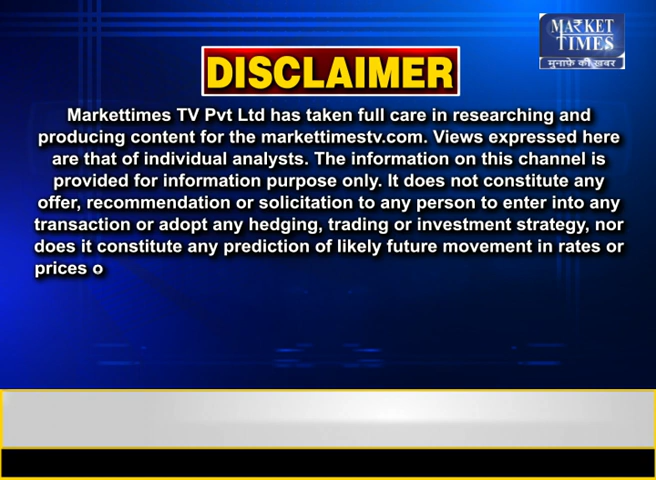 MARKET
TIMES
मुनाफे की खबर
DISCLAIMER
Markettimes TV Pvt Ltd has taken full care in researching and
producing content for the markettimestv.com. Views expressed here
are that of individual analysts. The information on this channel is
provided for information purpose only. It does not constitute any
offer, recommendation or solicitation to any person to enter into any
transaction or adopt any hedging, trading or investment strategy, nor
does it constitute any prediction of likely future movement in rates or
prices o